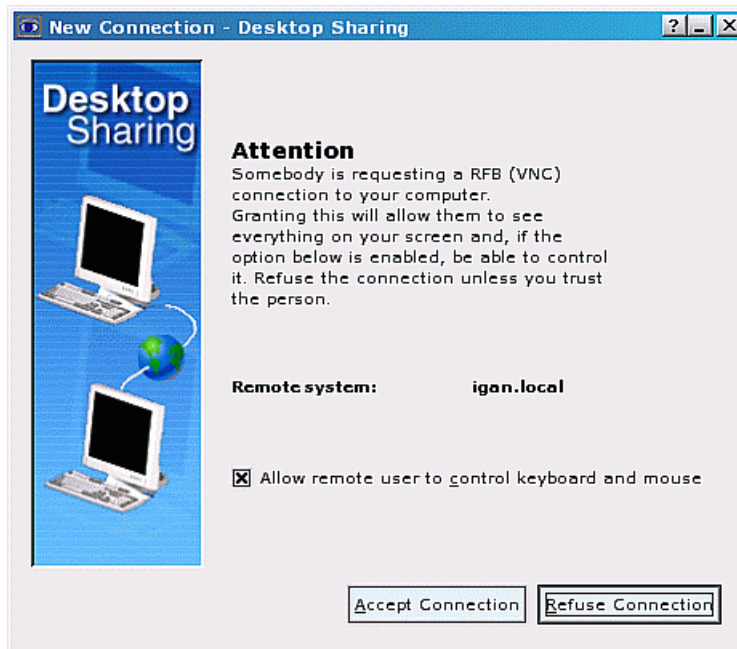 New Connection - Desktop Sharing
Desktop
Sharing
Attention
Somebody is requesting a RFB (VNC)
connection to your computer.
Granting this will allow them to see
everything on your screen and, if the
option below is enabled, be able to control
it. Refuse the connection unless you trust
the person.
Remote system: igan.local
Allow remote user to control keyboard and mouse
Accept Connection Refuse Connection